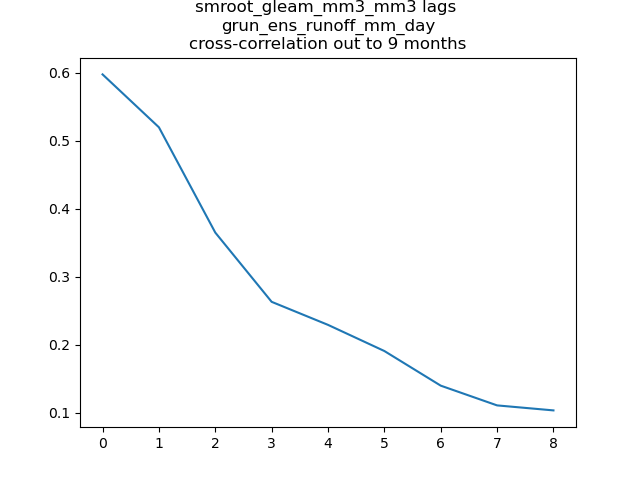 smroot_gleam_mm3_mm3 lags
grun_ens_runoff_mm_day
cross-correlation out to 9 months
0.6
0.5
0.4
0.3
0.2
0.1
0 1 2 3 4 5 6 7 8